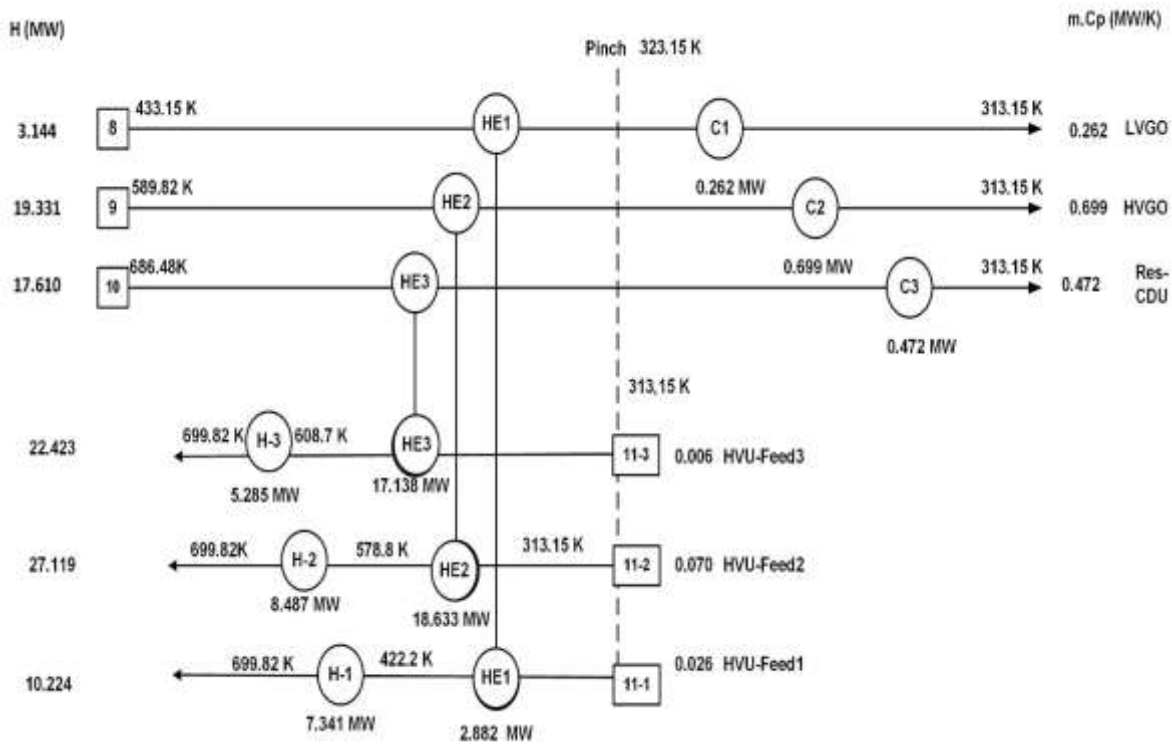 H (MW)
m.Cp (MW/K)
Pinch 323.15 K
433.15 K
313.15 K
3.144
8
HE1
C1
0.262 LVGO
589.82 K
0.262 MW
313.15 K
19.331
9
HE2
C2
0.699 HVGO
686.48K
0.699 MW
313.15 K
17.610
10
HE3
C3
0.472
Res-
CDU
0.472 MW
313,15 K
22.423
699.82 K
H-3
608.7 K
HE3
11-3
0.006 HVU-Feed3
5.285 MW
17.138 MW
27.119
699.82K
H-2
578.8 K
HE2
313.15 K
11-2
0.070 HVU-Feed2
8.487 MW
18.633 MW
10.224
699.82 K
H-1
422.2 K
HE1
11-1
0.026 HVU-Feed1
7.341 MW
2.882 MW